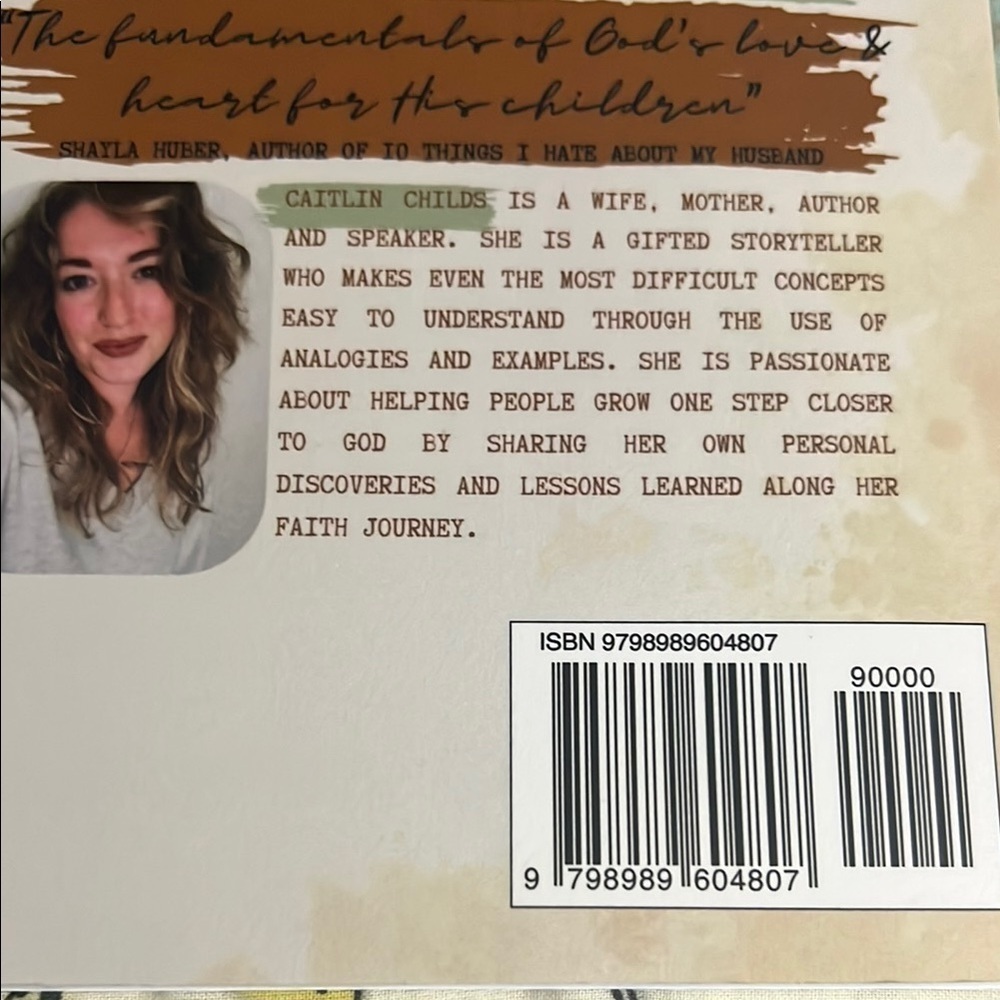 "The fundamentals of God's love &
heart for His children"
SHAYLA HUBER, AUTHOR OF 10 THINGS I HATE ABOUT MY HUSBAND
CAITLIN CHILDS IS A WIFE, MOTHER, AUTHOR
AND SPEAKER. SHE IS A GIFTED STORYTELLER
WHO MAKES EVEN THE MOST DIFFICULT CONCEPTS
EASY TO UNDERSTAND THROUGH THE USE OF
ANALOGIES AND EXAMPLES. SHE IS PASSIONATE
ABOUT HELPING PEOPLE GROW ONE STEP CLOSER
TO GOD BY SHARING HER OWN PERSONAL
DISCOVERIES AND LESSONS LEARNED ALONG HER
FAITH JOURNEY.
ISBN 9798989604807
90000
9 798989 604807